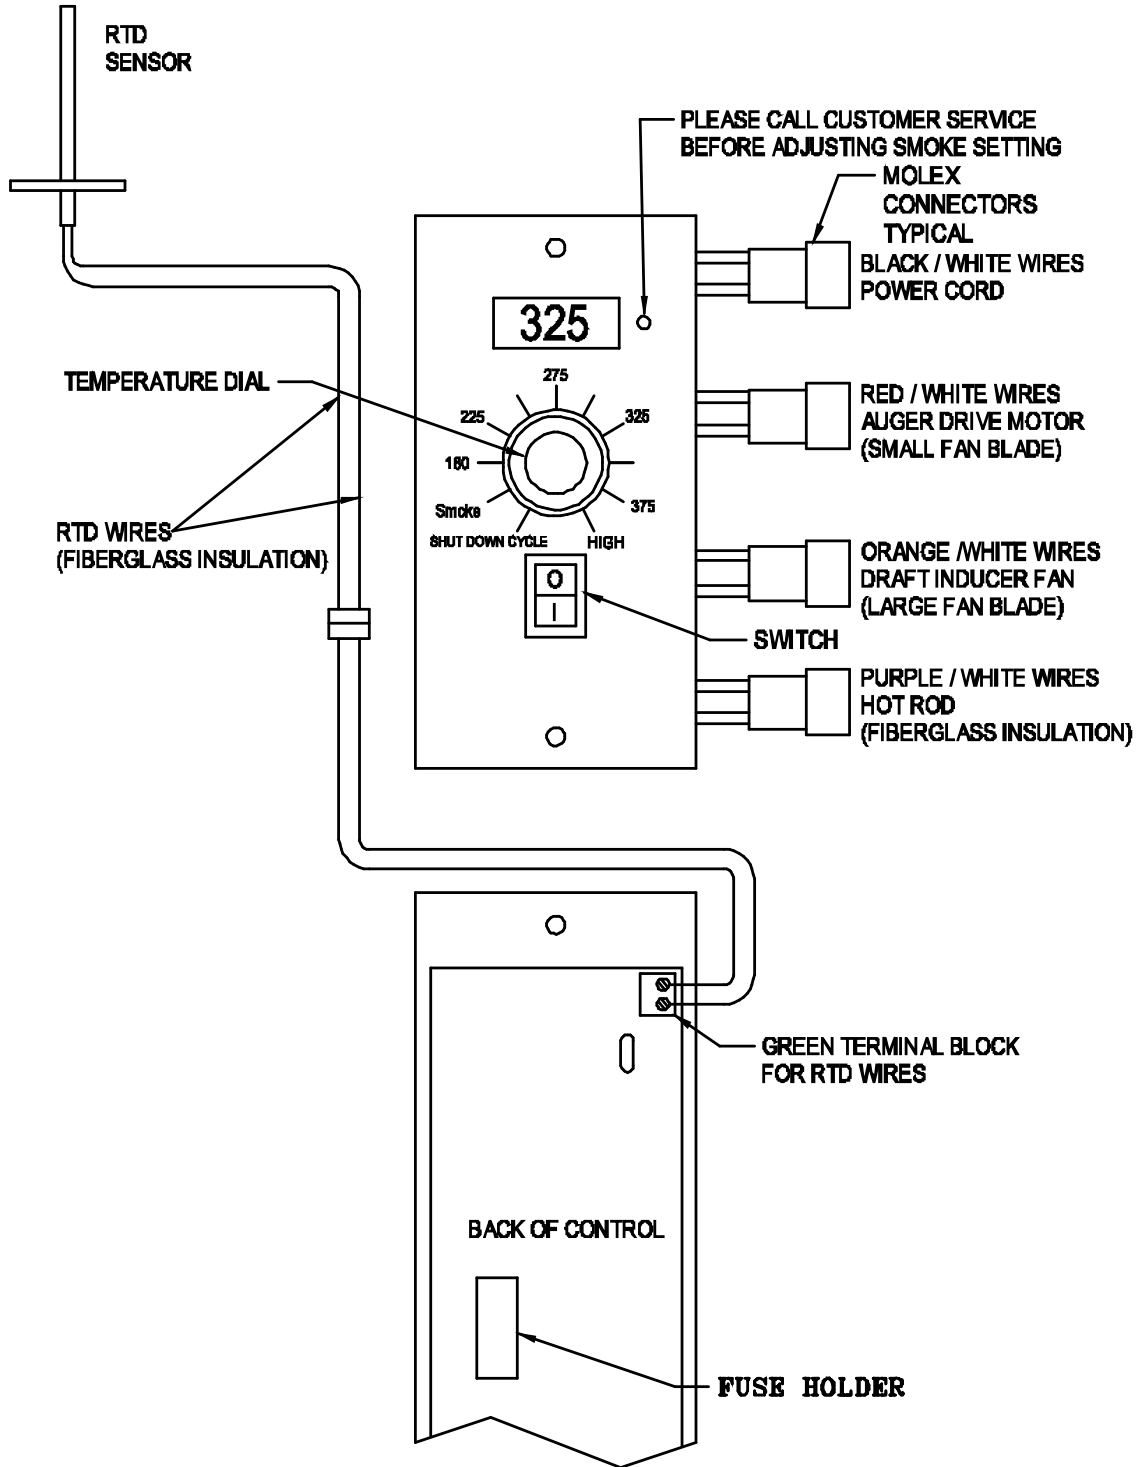 RTD
SENSOR
PLEASE CALL CUSTOMER SERVICE
BEFORE ADJUSTING SMOKE SETTING
MOLEX
CONNECTORS
TYPICAL
BLACK / WHITE WIRES
POWER CORD
325
TEMPERATURE DIAL
275
225
325
160
375
Smoke
SHUT DOWN CYCLE
HIGH
RED / WHITE WIRES
AUGER DRIVE MOTOR
(SMALL FAN BLADE)
RTD WIRES
(FIBERGLASS INSULATION)
O
I
ORANGE /WHITE WIRES
DRAFT INDUCER FAN
(LARGE FAN BLADE)
SWITCH
PURPLE / WHITE WIRES
HOT ROD
(FIBERGLASS INSULATION)
GREEN TERMINAL BLOCK
FOR RTD WIRES
BACK OF CONTROL
FUSE HOLDER